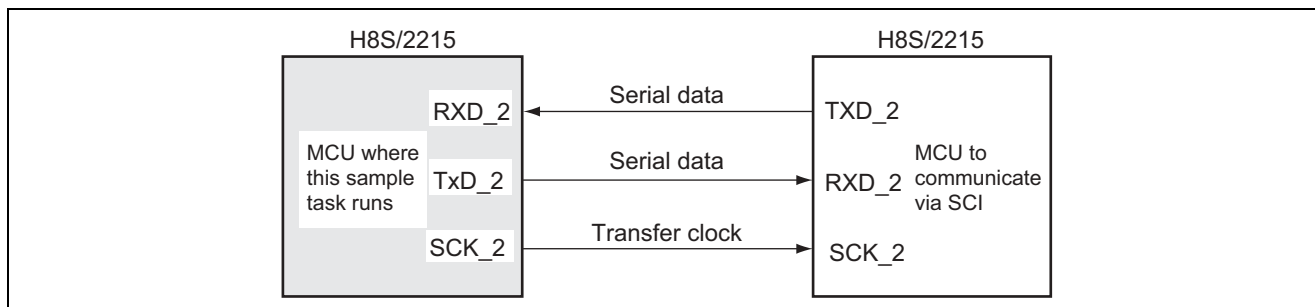 H8S/2215
H8S/2215
RXD_2
Serial data
TXD_2
MCU where
this sample
task runs
TxD_2
Serial data
RXD_2
MCU to
communicate
via SCI
SCK_2
Transfer clock
SCK_2